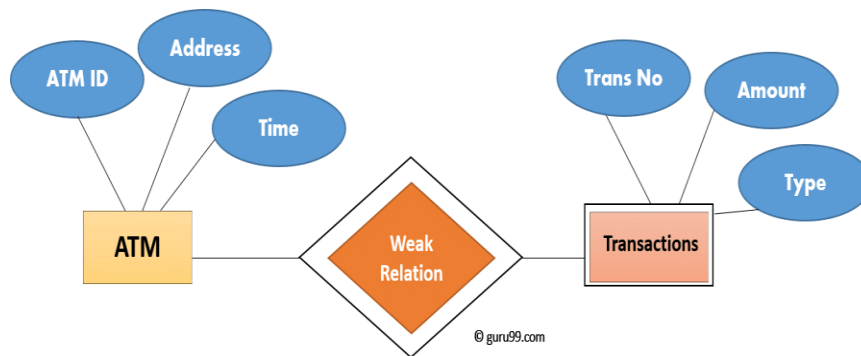 ATM ID
Address
Time
ATM
Weak
Relation
Trans No
Amount
Type
Transactions
© guru99.com